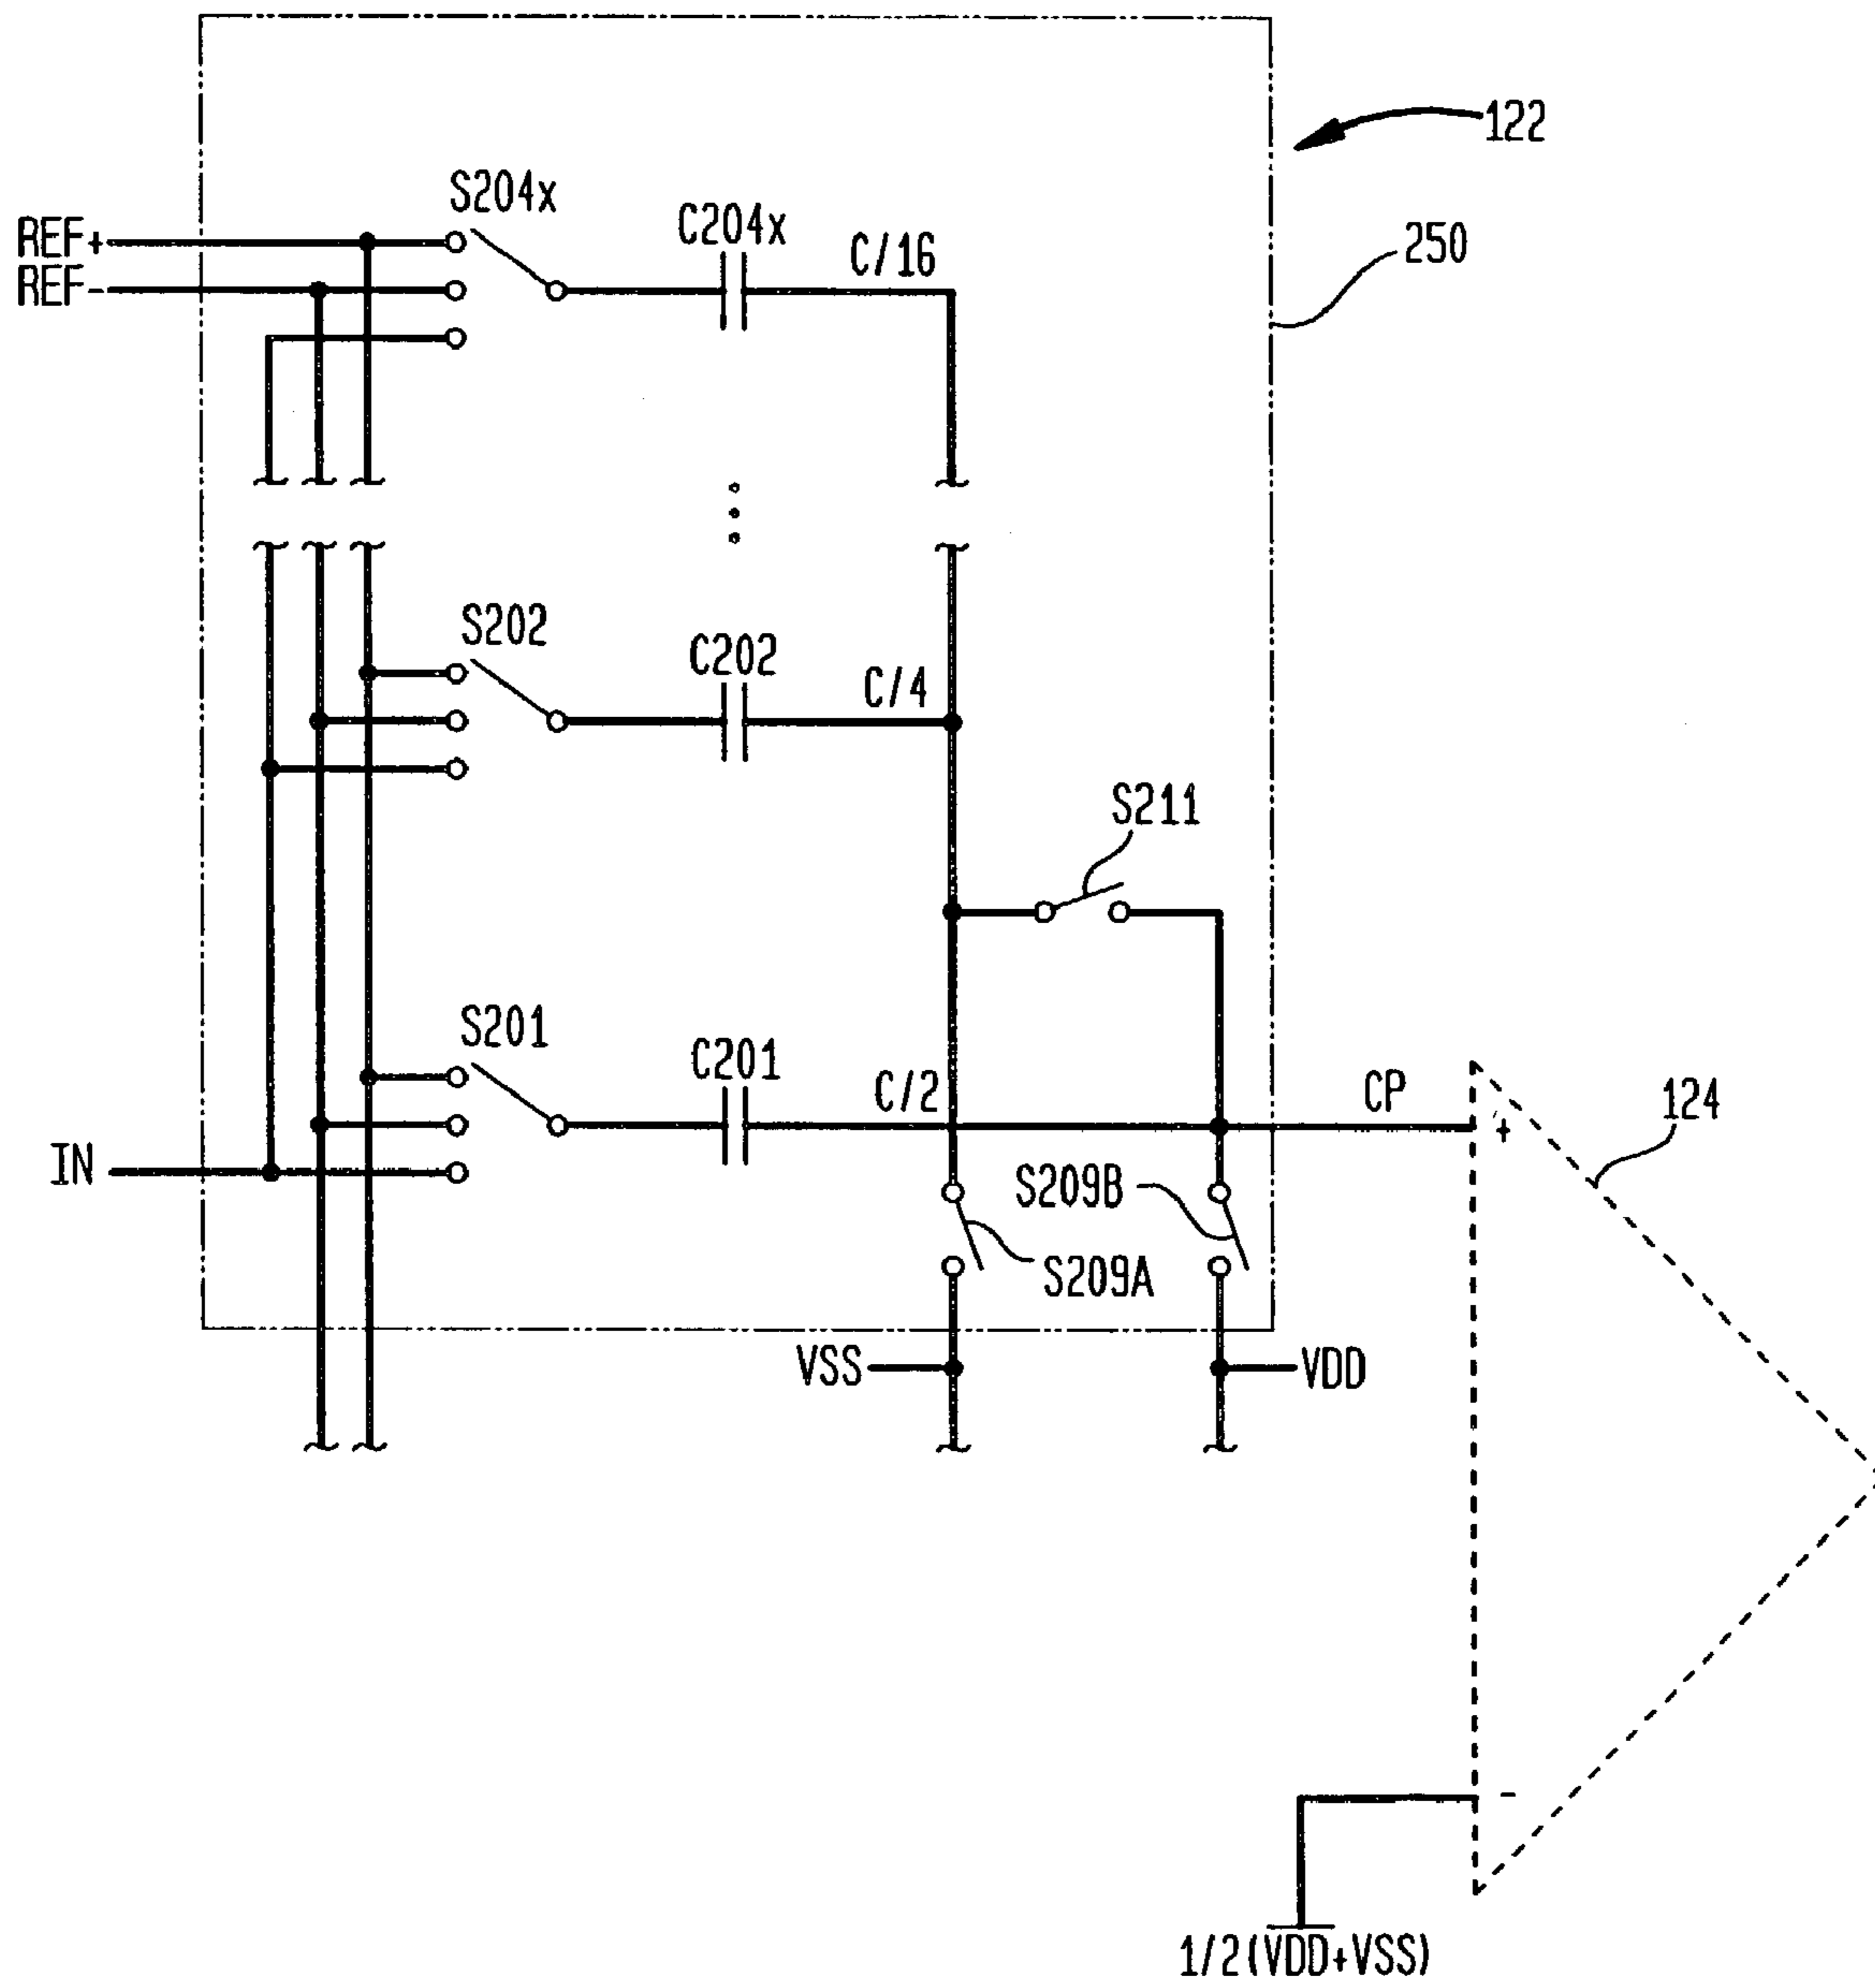 122
S204x
C204x
C/16
REF+
REF-
250
S202
C202
C/4
S211
S201
C201
C/2
CP
124
+
IN
S209B
S209A
VSS
VDD
-
1/2(VDD+VSS)